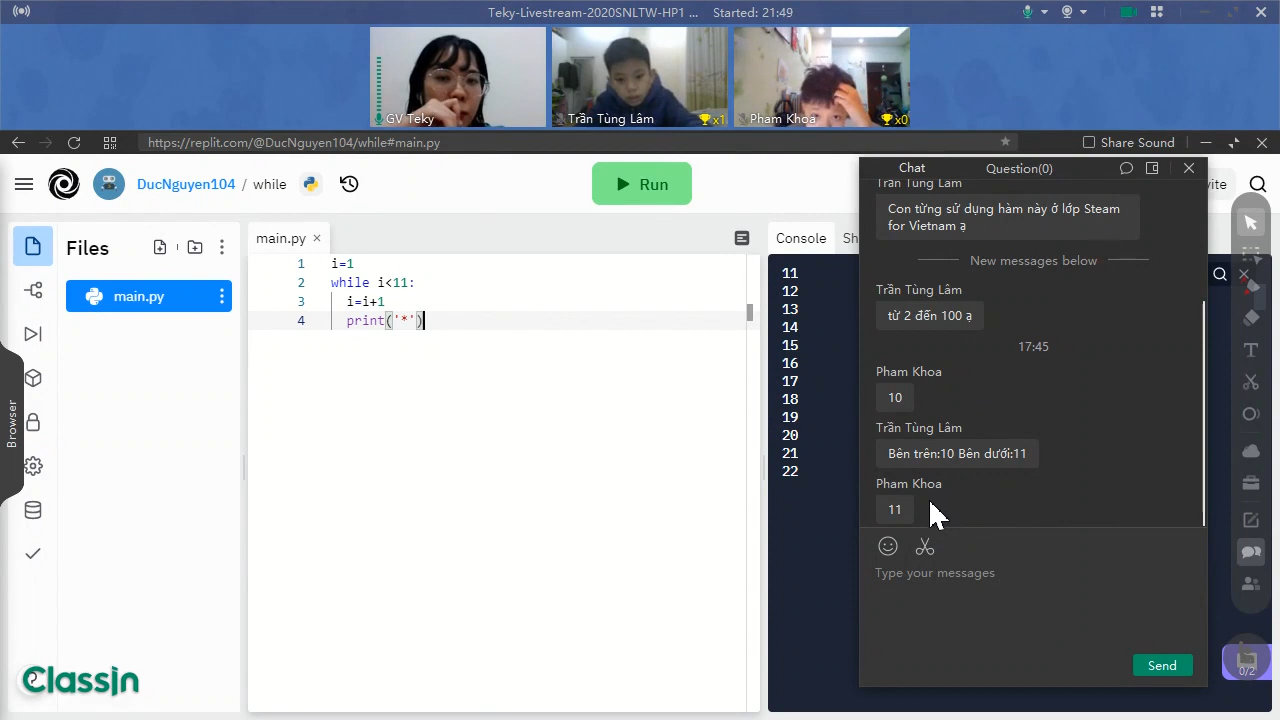 Teky-Livestream-2020SNLTW-HP1 ... Started: 21:49
GV Teky
Trần Tùng Lâm
x1
Pham Khoa
x0
https://replit.com/@DucNguyen104/while#main.py
Share Sound
DucNguyen104 / while
Run
vite
Files
main.py
main.py
1 i=1
2 while i<11:
3 i=i+1
4 print('*')
Console
Sh
11
12
13
14
15
16
17
18
19
20
21
22
Chat
Question(0)
Trần Tùng Lâm
Con từng sử dụng hàm này ở lớp Steam
for Vietnam ạ
New messages below
Trần Tùng Lâm
từ 2 đến 100 ạ
17:45
Pham Khoa
10
Trần Tùng Lâm
Bên trên:10 Bên dưới:11
Pham Khoa
11
Type your messages
Send
Browser
ClassIn
0/2